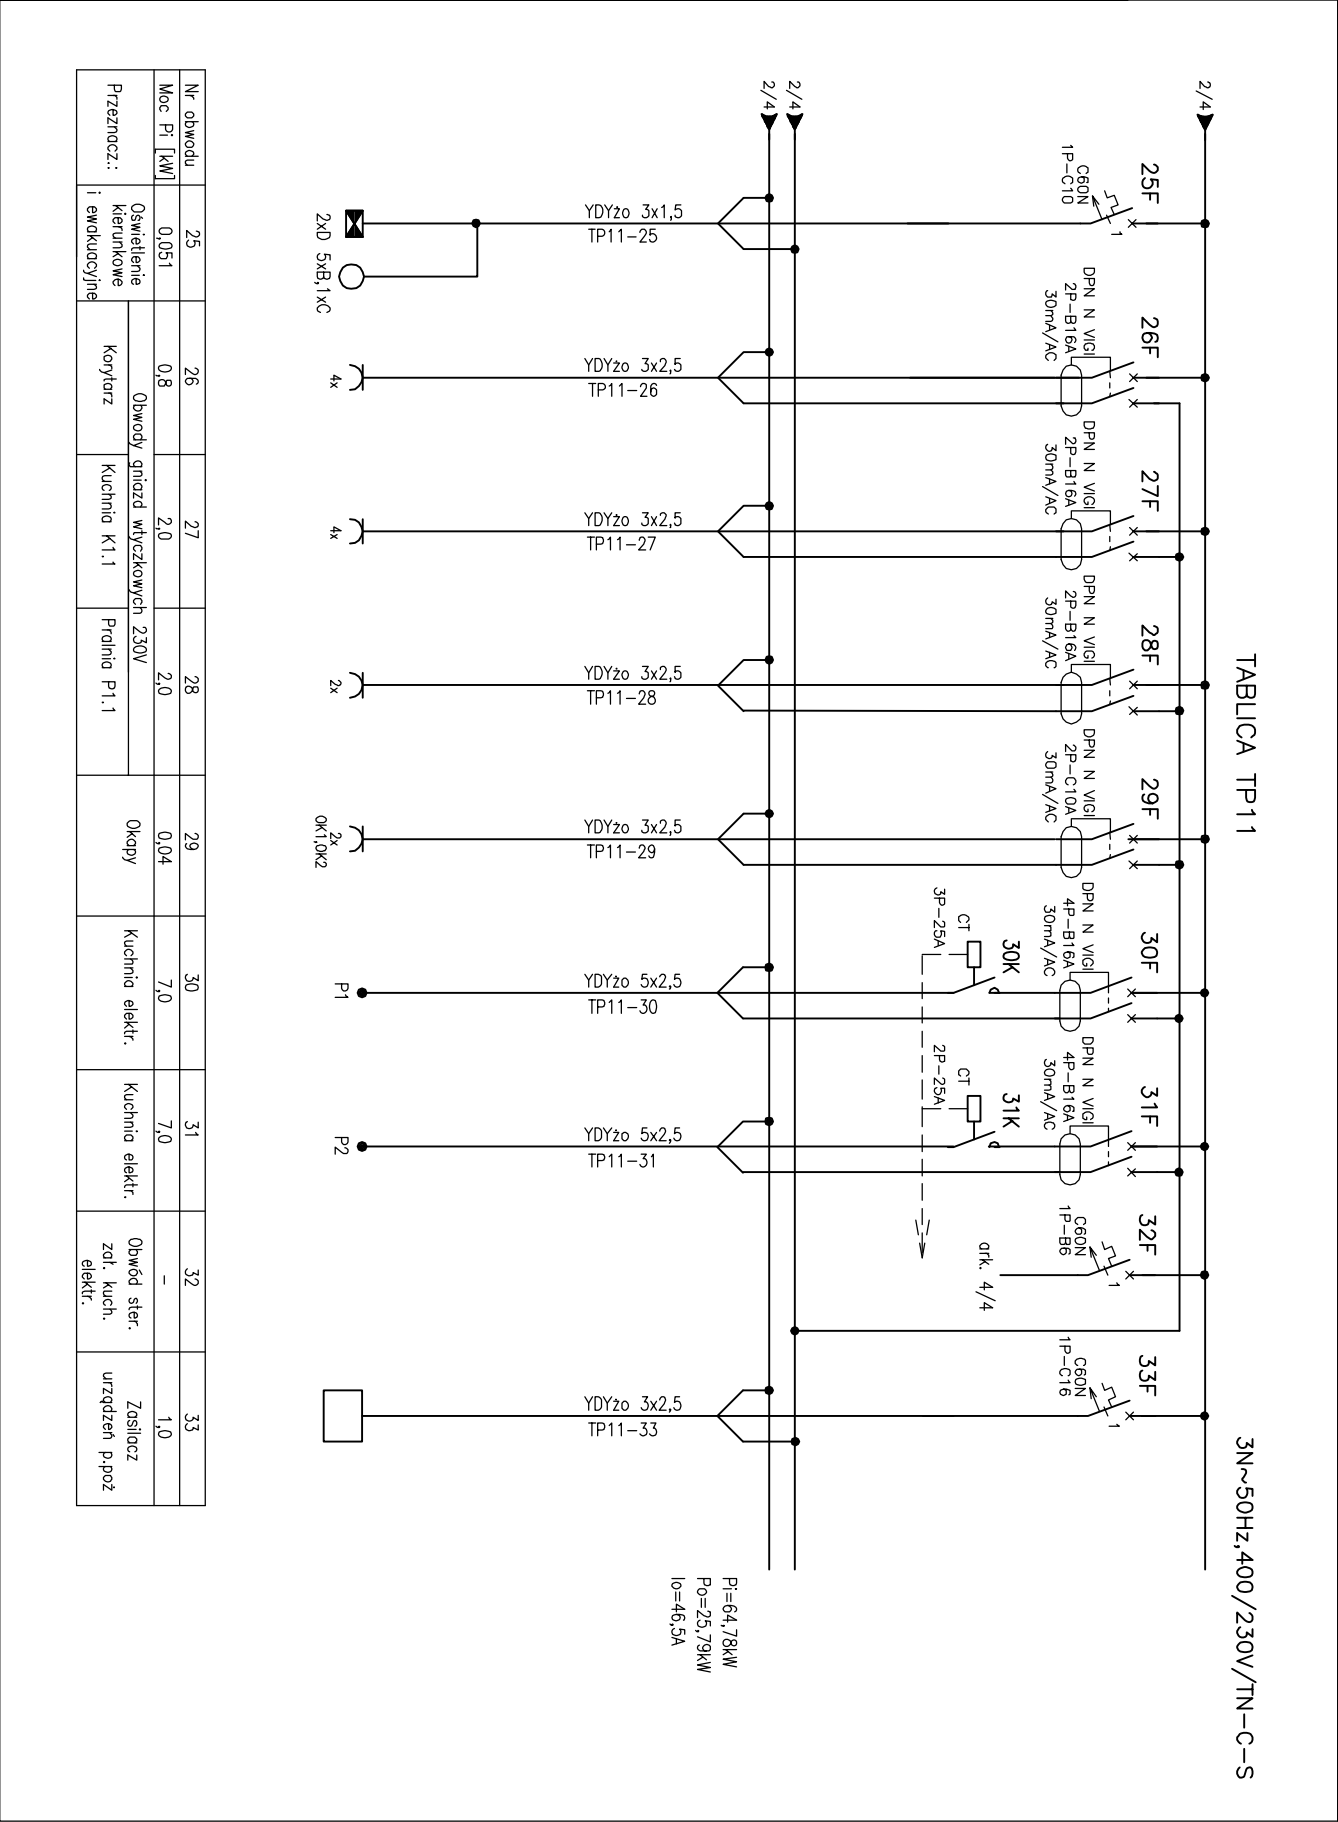 TABLICA TP11
3N~50Hz,400/230V/TN-C-S
2/4
2/4
2/4
25F
C60N
1P-C10
1
26F
DPN N VIGI
2P-B16A
30mA/AC
27F
DPN N VIGI
2P-B16A
30mA/AC
28F
DPN N VIGI
2P-B16A
30mA/AC
29F
DPN N VIGI
2P-C10A
30mA/AC
30F
DPN N VIGI
4P-B16A
30mA/AC
31F
DPN N VIGI
4P-B16A
30mA/AC
32F
C60N
1P-B6
1
33F
C60N
1P-C16
1
30K
CT
3P-25A
31K
CT
2P-25A
ark. 4/4
Pi=64,78kW
Po=25,79kW
Io=46,5A
YDYżo 3x1,5
TP11-25
YDYżo 3x2,5
TP11-26
YDYżo 3x2,5
TP11-27
YDYżo 3x2,5
TP11-28
YDYżo 3x2,5
TP11-29
YDYżo 5x2,5
TP11-30
YDYżo 5x2,5
TP11-31
YDYżo 3x2,5
TP11-33
2xD 5xB,1xC
4x
4x
2x
2x
OK1,OK2
P1
P2
Nr obwodu 25 26 27 28 29 30 31 32 33
Moc Pi [kW] 0,051 0,8 2,0 2,0 0,04 7,0 7,0 - 1,0
Przeznacz.:
Oświetlenie
kierunkowe
i ewakuacyjne
Obwody gniazd wtyczkowych 230V
Korytarz
Kuchnia K1.1
Pralnia P1.1
Okapy
Kuchnia elektr.
Kuchnia elektr.
Obwód ster.
zał. kuch.
elektr.
Zasilacz
urządzeń p.poż